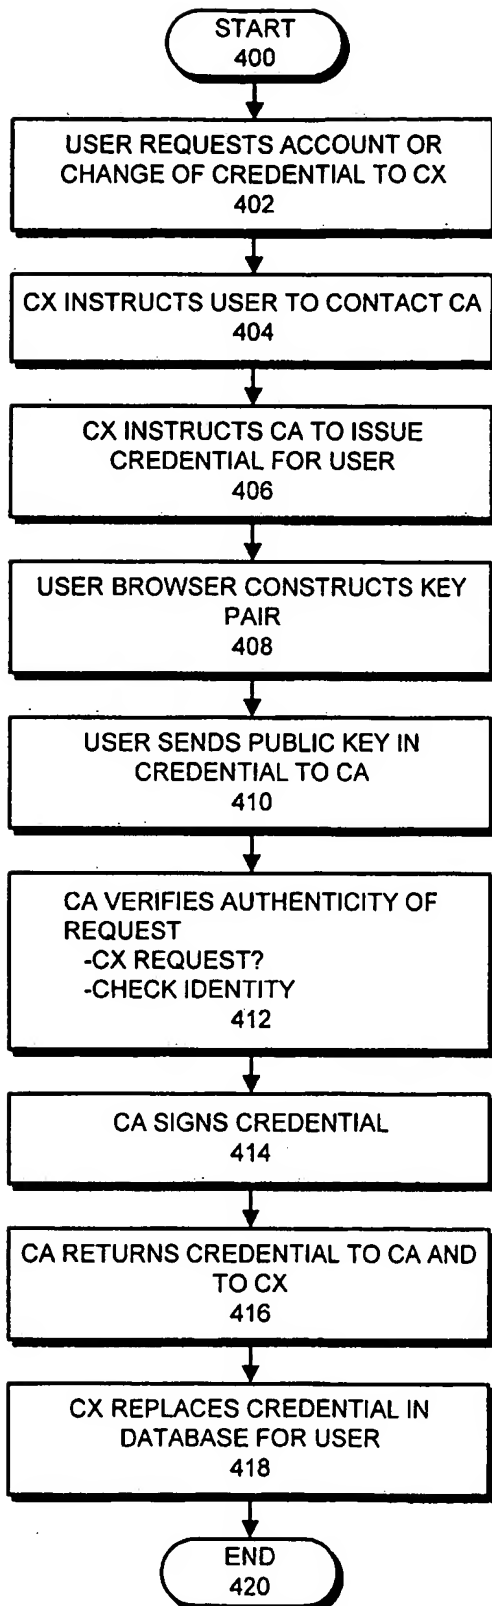 START
400
USER REQUESTS ACCOUNT OR
CHANGE OF CREDENTIAL TO CX
402
CX INSTRUCTS USER TO CONTACT CA
404
CX INSTRUCTS CA TO ISSUE
CREDENTIAL FOR USER
406
USER BROWSER CONSTRUCTS KEY
PAIR
408
USER SENDS PUBLIC KEY IN
CREDENTIAL TO CA
410
CA VERIFIES AUTHENTICITY OF
REQUEST
-CX REQUEST?
-CHECK IDENTITY
412
CA SIGNS CREDENTIAL
414
CA RETURNS CREDENTIAL TO CA AND
TO CX
416
CX REPLACES CREDENTIAL IN
DATABASE FOR USER
418
END
420